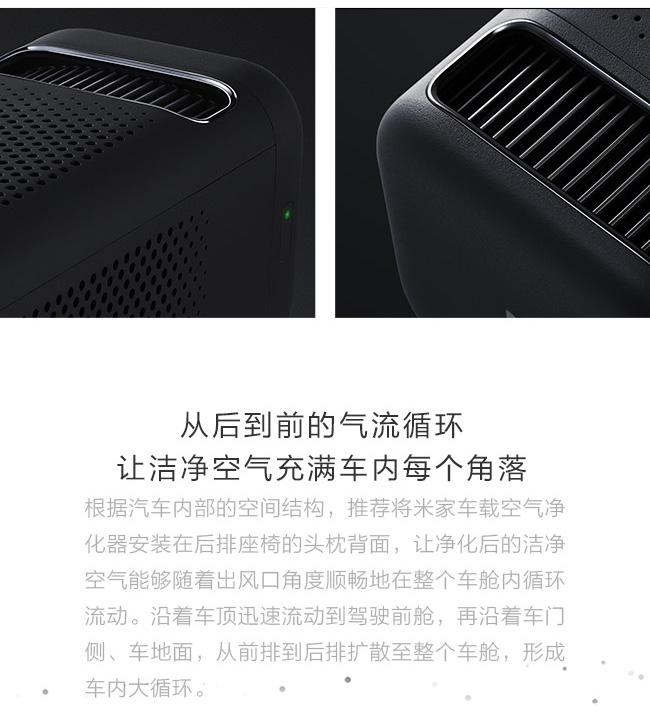 从后到前的气流循环
让洁净空气充满车内每个角落
根据汽车内部的空间结构，推荐将米家车载空气净
化器安装在后排座椅的头枕背面，让净化后的洁净
空气能够随着出风口角度顺畅地在整个车舱内循环
流动。沿着车顶迅速流动到驾驶前舱，再沿着车门
侧、车地面，从前排到后排扩散至整个车舱，形成
车内大循环。